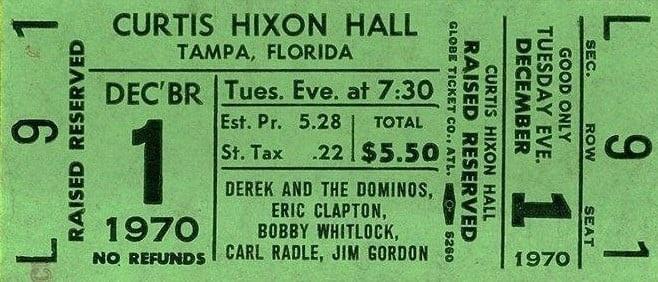 L 9 1
RAISED RESERVED
CURTIS HIXON HALL
TAMPA, FLORIDA
DEC'BR
1
1970
NO REFUNDS
Tues. Eve. at 7:30
Est. Pr. 5.28
St. Tax .22
TOTAL
$5.50
DEREK AND THE DOMINOS,
ERIC CLAPTON,
BOBBY WHITLOCK,
CARL RADLE, JIM GORDON
GLOBE TICKET CO., ATL. 5260
RAISED RESERVED
CURTIS HIXON HALL
DECEMBER
TUESDAY EVE.
GOOD ONLY
1
1970
SEC. ROW SEAT
L 9 1